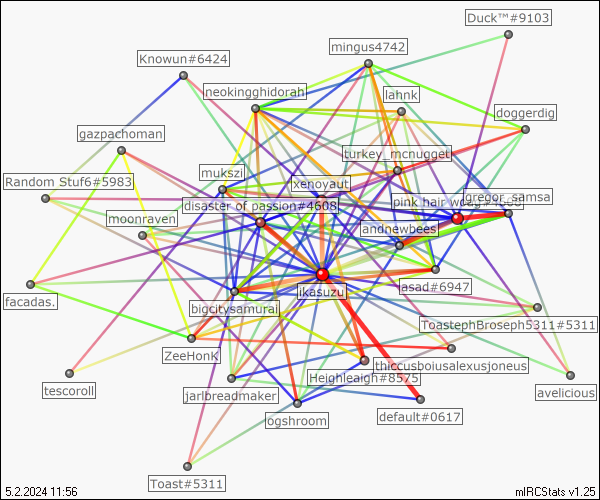 Duck™#9103
mingus4742
Knowun#6424
neokingghidorah
lahnk
doggerdig
gazpachoman
turkey_mcnugget
mukszi
Random Stuf6#5983
xenoyaut
pink hair
gregor_samsa
disaster of passion#4608
moonraven
andnewbees
asad#6947
ikasuzu
facadas.
bigcitysamurai
ToastephBroseph5311#5311
ZeeHonK
thiccusboiusalexusjoneus
Heighleaigh#8575
tescoroll
jarlbreadmaker
avelicious
default#0617
ogshroom
Toast#5311
5.2.2024 11:56
mIRCStats v1.25